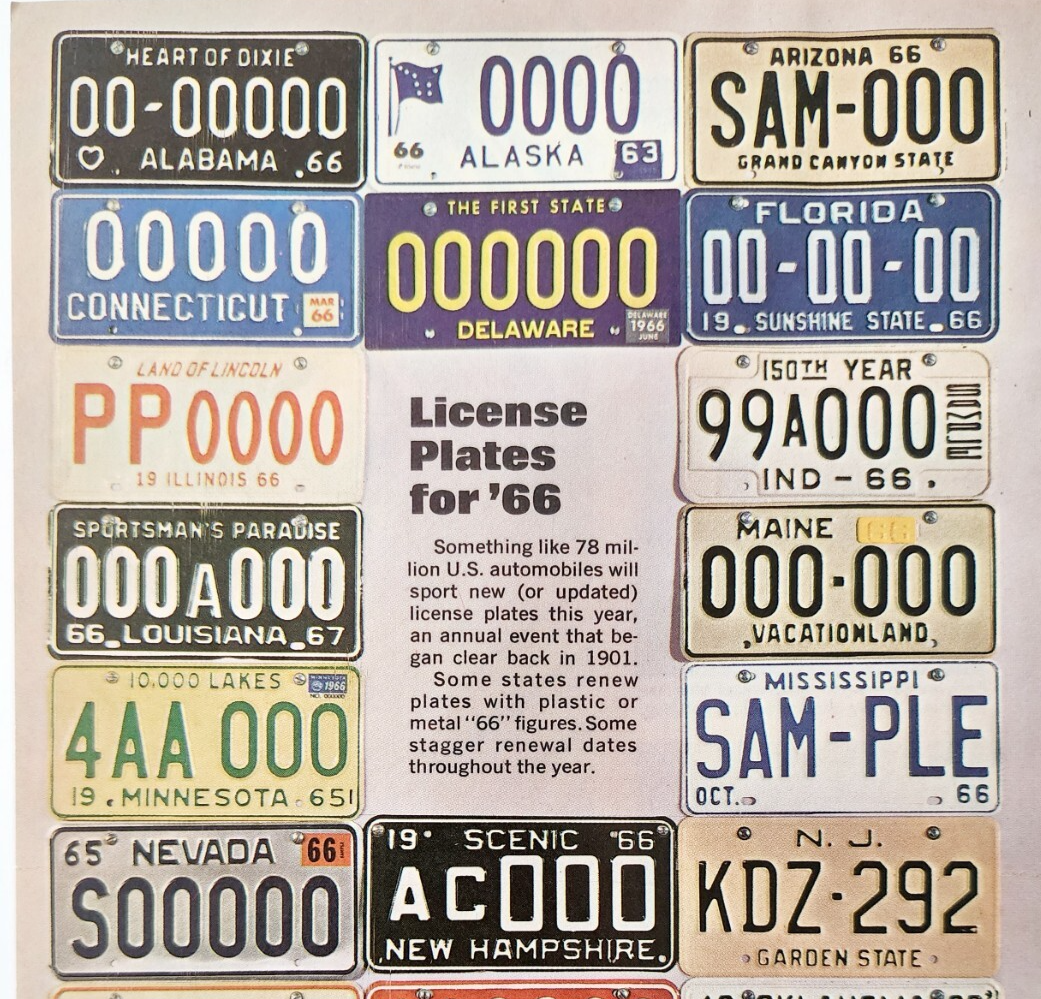 HEART OF DIXIE
00-00000
ALABAMA 66
0000
66 ALASKA 63
ARIZONA 66
SAM-000
GRAND CANYON STATE
00000
CONNECTICUT MAR 66
THE FIRST STATE
000000
DELAWARE
DELAWARE
1966
JUNE
FLORIDA
00-00-00
19 SUNSHINE STATE 66
LAND OF LINCOLN
PP0000
19 ILLINOIS 66
License
Plates
for ’66
150TH YEAR
99A000
IND - 66
SPORTSMAN'S PARADISE
000A000
66 LOUISIANA 67
Something like 78 mil-
lion U.S. automobiles will
sport new (or updated)
license plates this year,
an annual event that be-
gan clear back in 1901.
Some states renew
plates with plastic or
metal “66” figures. Some
stagger renewal dates
throughout the year.
MAINE 66
000-000
VACATIONLAND
10,000 LAKES
MINNESOTA
1966
4AA 000
19 MINNESOTA 65
MISSISSIPPI
SAM-PLE
OCT. 66
65 NEVADA 66
S00000
19 SCENIC 66
AC000
NEW HAMPSHIRE
N. J.
KDZ·292
GARDEN STATE